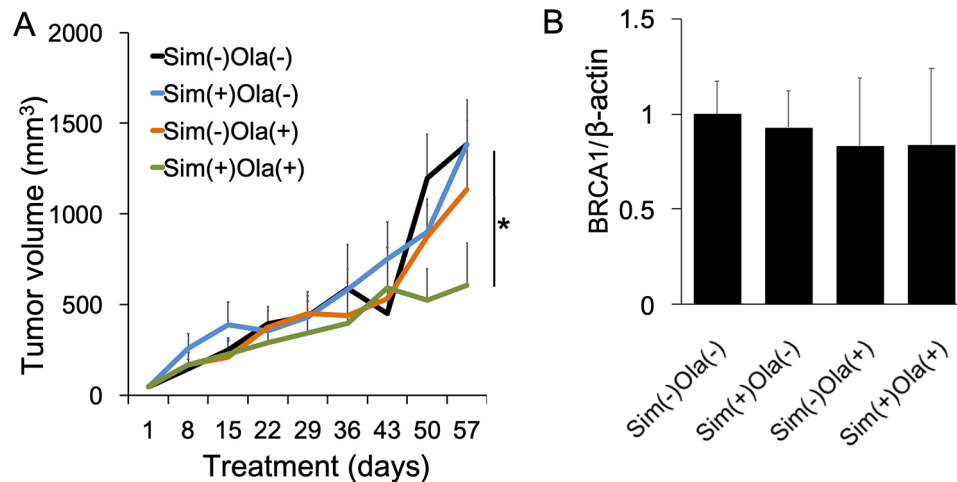 A
Tumor volume (mm³)
2000
1500
1000
500
0
Sim(-)Ola(-)
Sim(+)Ola(-)
Sim(-)Ola(+)
Sim(+)Ola(+)
*
1 8 15 22 29 36 43 50 57
Treatment (days)
B
BRCA1/β-actin
1.5
1
0.5
0
Sim(-)Ola(-)
Sim(+)Ola(-)
Sim(-)Ola(+)
Sim(+)Ola(+)